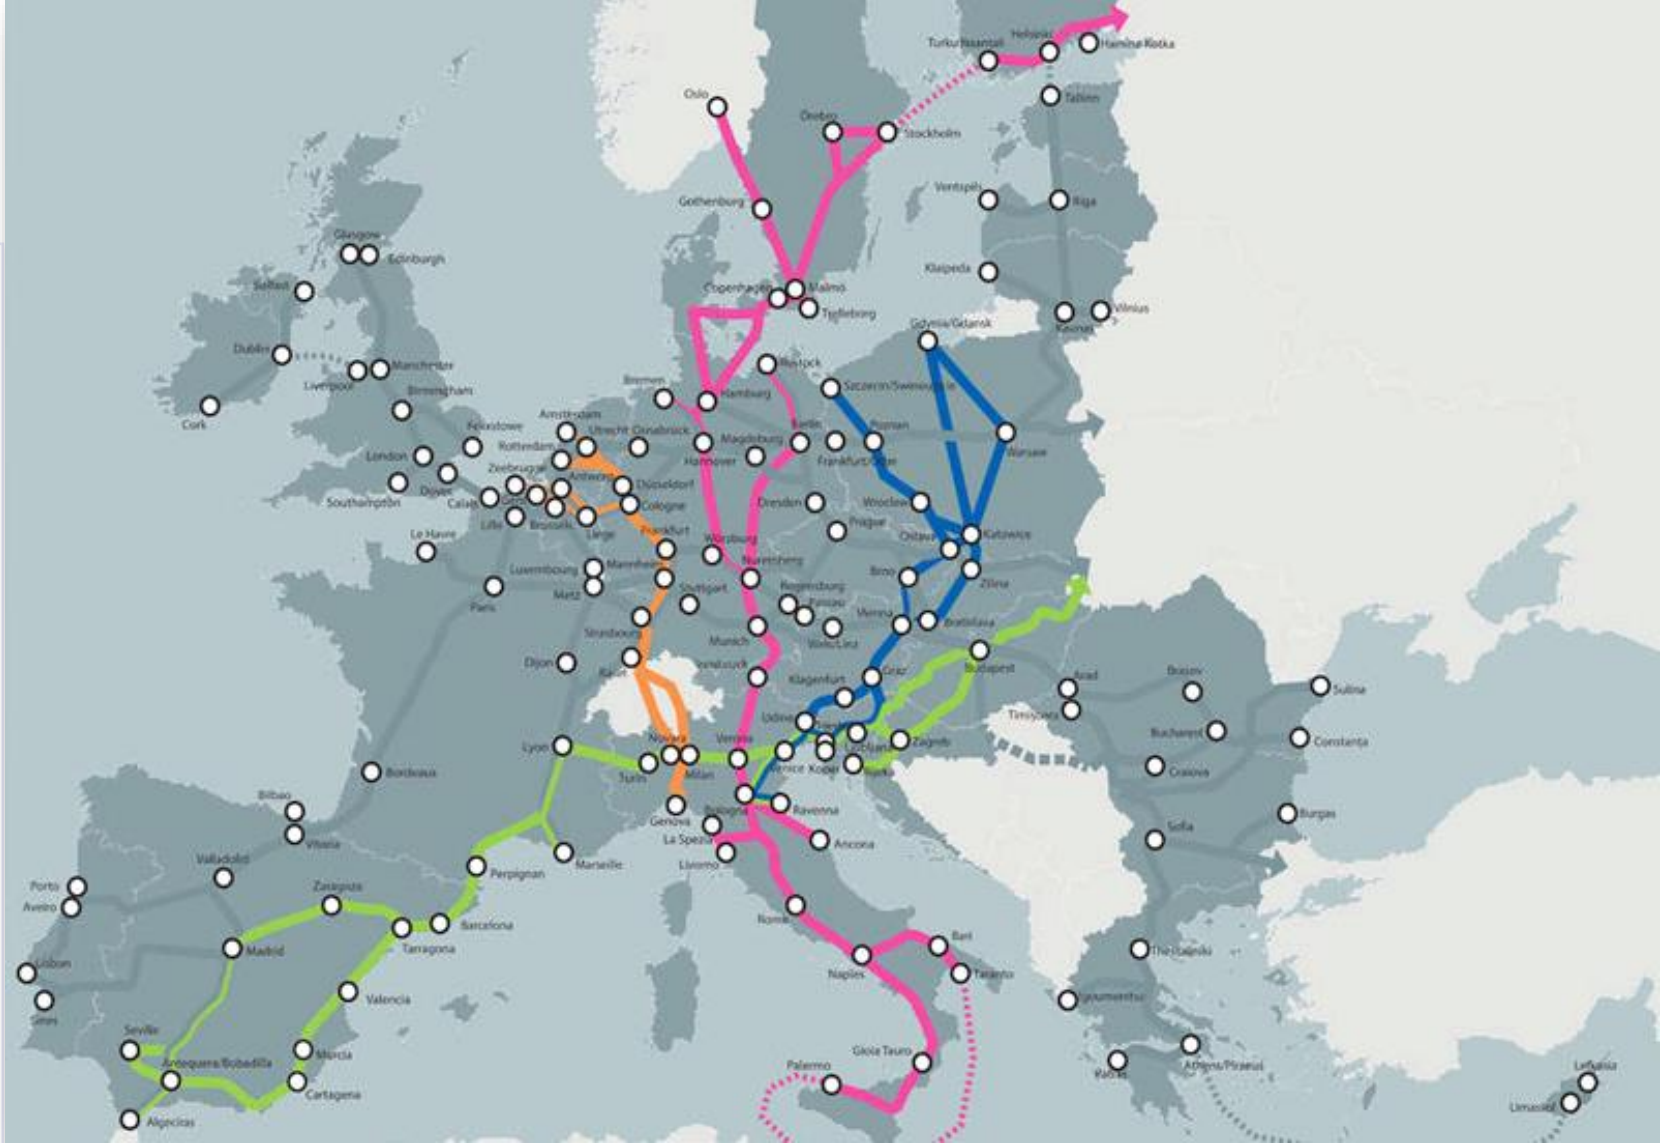 Helsinki
Turku/Naantali
Hamina-Kotka
Oslo
Tallinn
Örebro
Stockholm
Ventspils
Riga
Gothenburg
Glasgow
Edinburgh
Klaipeda
Belfast
Copenhagen
Malmö
Trelleborg
Vilnius
Kaunas
Gdynia/Gdansk
Dublin
Manchester
Liverpool
Rostock
Bremen
Birmingham
Hamburg
Cork
Amsterdam
Felixstowe
Utrecht
Osnabrück
Magdeburg
Berlin
Poznan
Rotterdam
London
Hannover
Frankfurt/Oder
Warsaw
Zeebrugge
Antwerp
Düsseldorf
Southampton
Dover
Calais
Cologne
Dresden
Wroclaw
Lille
Brussels
Liège
Frankfurt
Prague
Le Havre
Würzburg
Ostava
Katowice
Luxembourg
Mannheim
Nuremberg
Brno
Zilina
Metz
Stuttgart
Regensburg
Passau
Paris
Vienna
Bratislava
Strasbourg
Munich
Wels/Linz
Dijon
Basel
Innsbruck
Graz
Budapest
Klagenfurt
Arad
Brasov
Sulina
Timişoara
Udine
Lyon
Novara
Verona
Ljubljana
Zagreb
Bucharest
Constanta
Turin
Milan
Venice
Koper
Craiova
Bordeaux
Bilbao
Genova
Bologna
Ravenna
Burgas
Vitoria
La Spezia
Ancona
Sofia
Valladolid
Marseille
Livorno
Perpignan
Porto
Zaragoza
Aveiro
Rome
Barcelona
Madrid
Tarragona
Bari
Thessaloniki
Lisbon
Naples
Taranto
Sines
Valencia
Igoumenitsa
Seville
Antequera/Bobadilla
Murcia
Gioia Tauro
Palermo
Patras
Athens/Piraeus
Lefkosia
Cartagena
Limassol
Algeciras